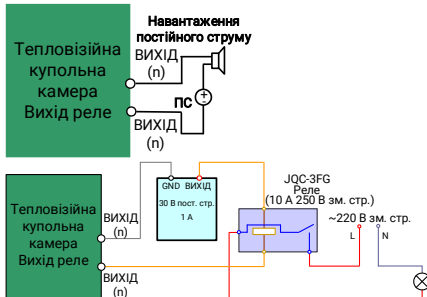 Навантаження
постійного струму
Тепловізійна
купольна
камера
Вихід реле
ВИХІД
(n)
ПС
ВИХІД
(n)
GND ВИХІД
30 В пост. стр.
1 А
JQC-3FG
Реле
(10 А 250 В зм. стр.)
~220 В зм. стр.
L
N
Тепловізійна
купольна
камера
Вихід реле
ВИХІД
(n)
ВИХІД
(n)